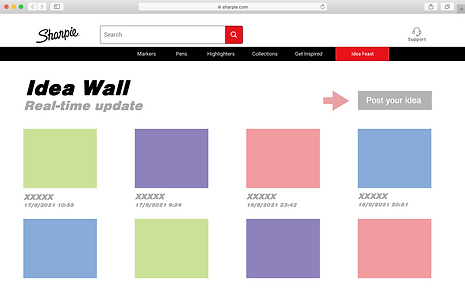 sharpie.com
Sharpie
Search
Support
Markers Pens Highlighters Collections Get Inspired Idea Feast
Idea Wall
Real-time update
Post your idea
XXXXX XXXXX XXXXX XXXXX
17/9/2021 10:55 17/9/2021 9:24 16/9/2021 23:42 16/9/2021 20:51